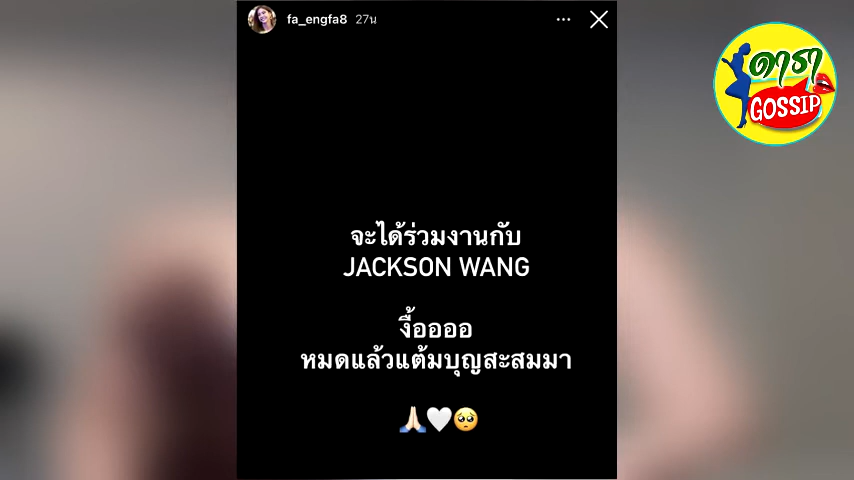 fa_engfa8 27น
ดารา
GOSSIP
จะได้ร่วมงานกับ
JACKSON WANG
งื้ออออ
หมดแล้วแต้มบุญสะสมมา
🙏🏻🤍🥺